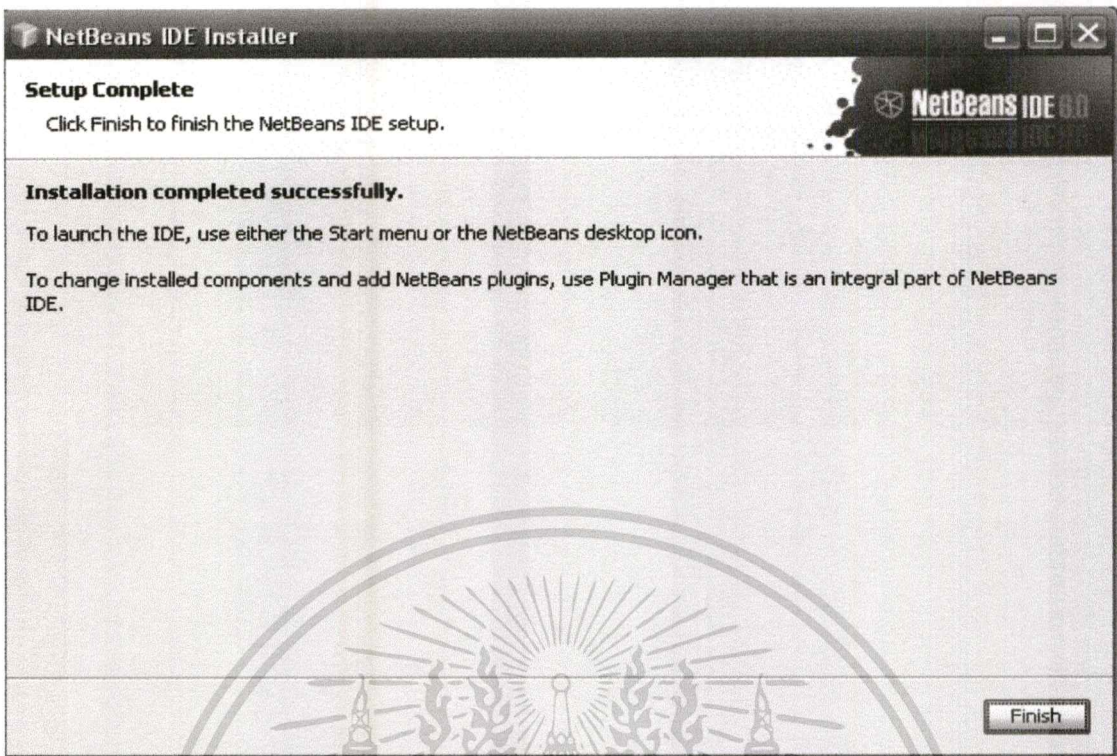 NetBeans IDE Installer
Setup Complete
Click Finish to finish the NetBeans IDE setup.
NetBeans IDE 6.0
Installation completed successfully.
To launch the IDE, use either the Start menu or the NetBeans desktop icon.
To change installed components and add NetBeans plugins, use Plugin Manager that is an integral part of NetBeans
IDE.
Finish